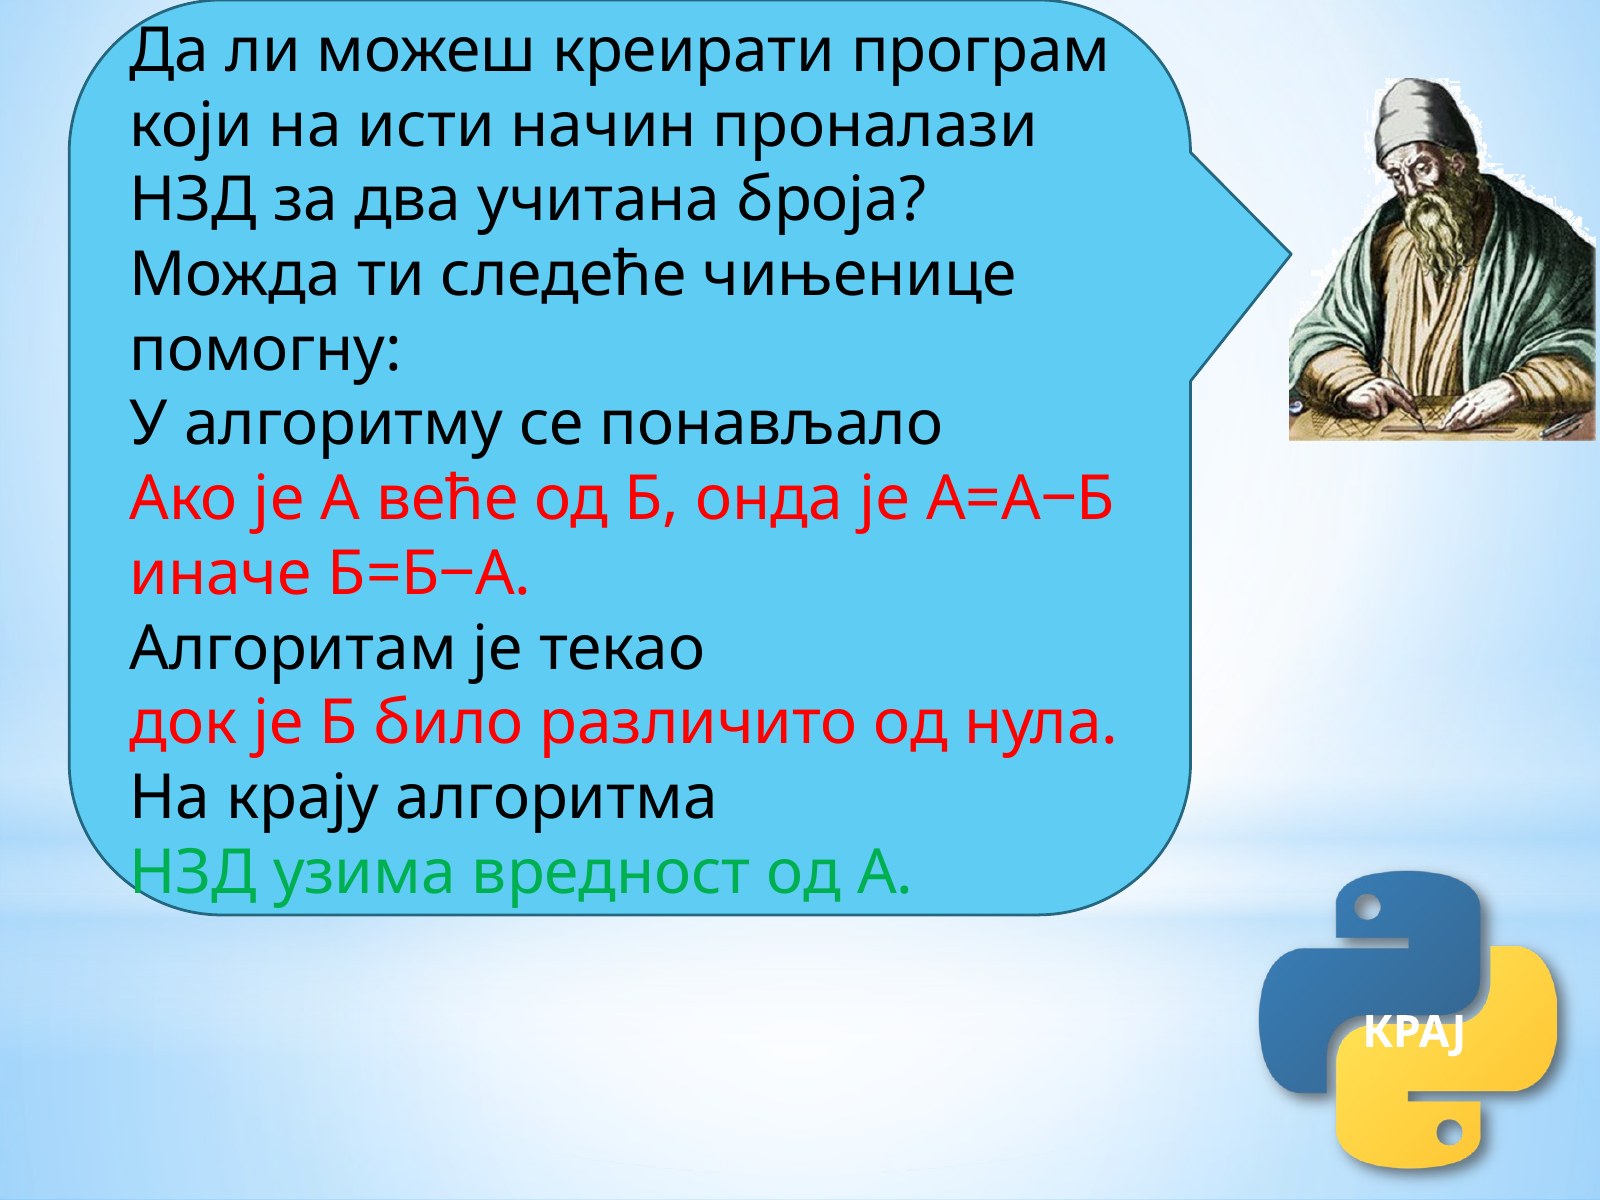 Да ли можеш креирати програм
који на исти начин проналази
НЗД за два учитана броја?
Можда ти следеће чињенице
помогну:
У алгоритму се понављало
Ако је А веће од Б, онда је А=А−Б
иначе Б=Б−А.
Алгоритам је текао
док је Б било различито од нула.
На крају алгоритма
НЗД узима вредност од А.
КРАЈ